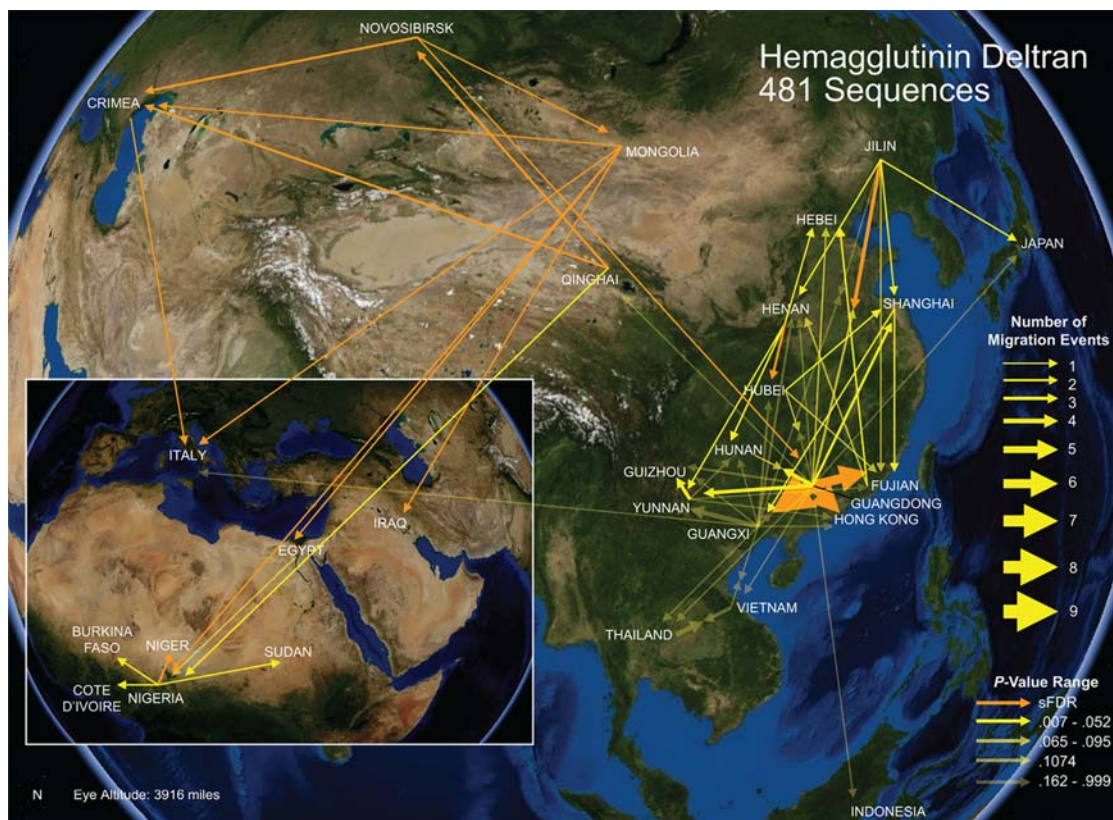 Hemagglutinin Deltran
481 Sequences
NOVOSIBIRSK
CRIMEA
MONGOLIA
JILIN
HEBEI
JAPAN
QINGHAI
HENAN
SHANGHAI
HUBEI
HUNAN
GUIZHOU
FUJIAN
YUNNAN
GUANGDONG
HONG KONG
GUANGXI
VIETNAM
THAILAND
INDONESIA
ITALY
IRAQ
EGYPT
BURKINA
FASO
NIGER
SUDAN
COTE
D'IVOIRE
NIGERIA
Number of
Migration Events
1
2
3
4
5
6
7
8
9
P-Value Range
sFDR
.007 - .052
.065 - .095
.1074
.162 - .999
N Eye Altitude: 3916 miles